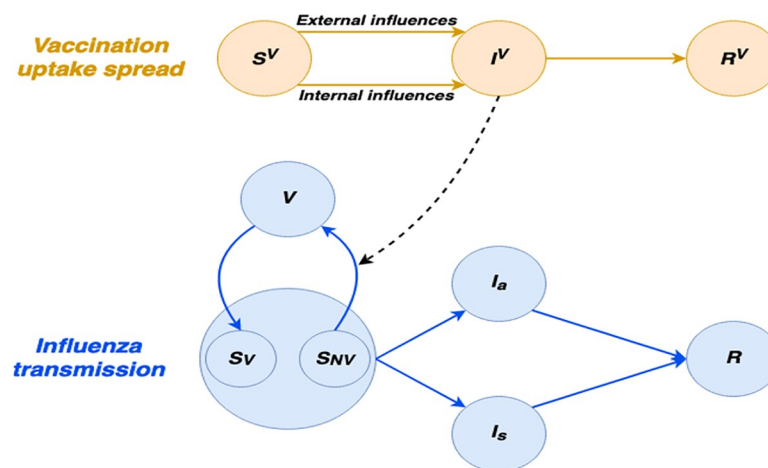 External influences
Vaccination
uptake spread
S^V
I^V
R^V
Internal influences
V
I_a
Influenza
transmission
S_V
S_NV
R
I_s